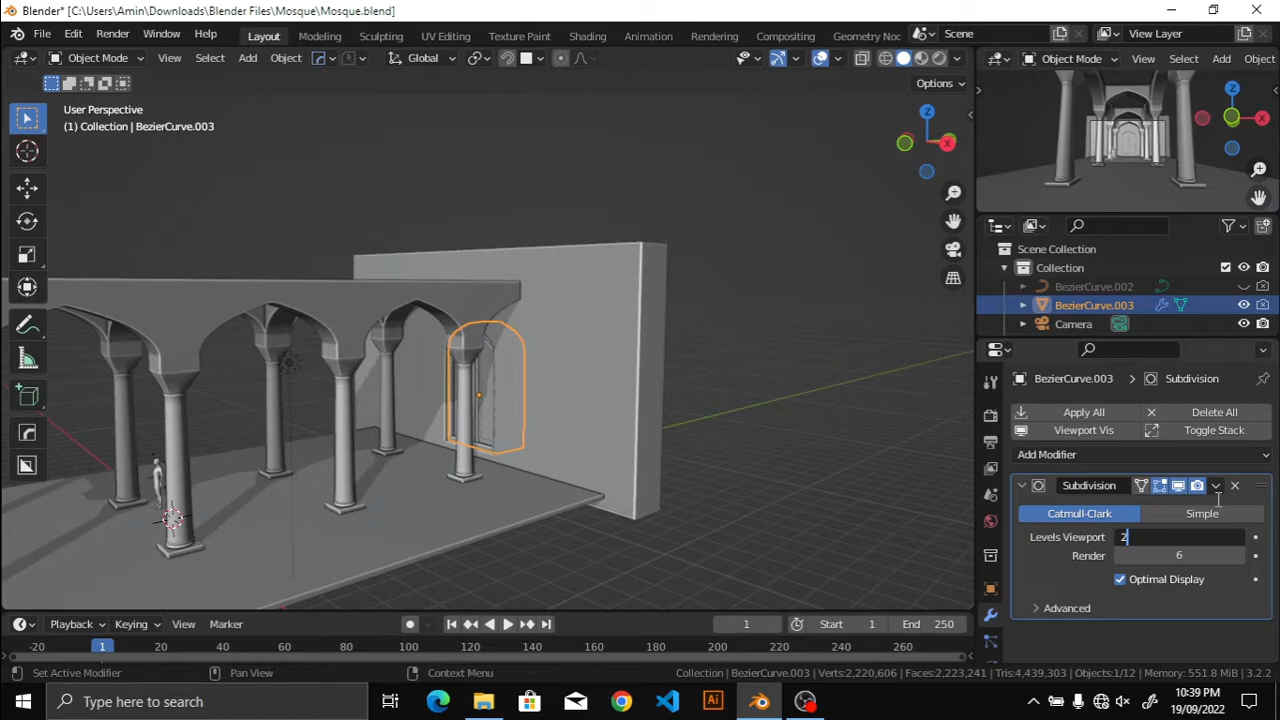 Blender* [C:\Users\Amin\Downloads\Blender Files\Mosque\Mosque.blend]
File Edit Render Window Help Layout Modeling Sculpting UV Editing Texture Paint Shading Animation Rendering Compositing Geometry Noc Scene View Layer
Object Mode View Select Add Object Global
Object Mode View Select Add Object
Options
User Perspective
(1) Collection | BezierCurve.003
Z
X
Z
X
Scene Collection
Collection
BezierCurve.002
BezierCurve.003
Camera
BezierCurve.003 Subdivision
Apply All Delete All
Viewport Vis Toggle Stack
Add Modifier
Subdivision
Catmull-Clark Simple
Levels Viewport 2
Render 6
Optimal Display
Advanced
Playback Keying View Marker 1 Start 1 End 250
-20 1 20 40 60 80 100 120 140 160 180 200 220 240 260
Set Active Modifier Pan View Context Menu Collection | BezierCurve.003 | Verts:2,220,606 | Faces:2,223,241 | Tris:4,439,303 | Objects:1/12 | Memory: 551.8 MiB | 3.2.2
Type here to search
Ai
10:39 PM
19/09/2022